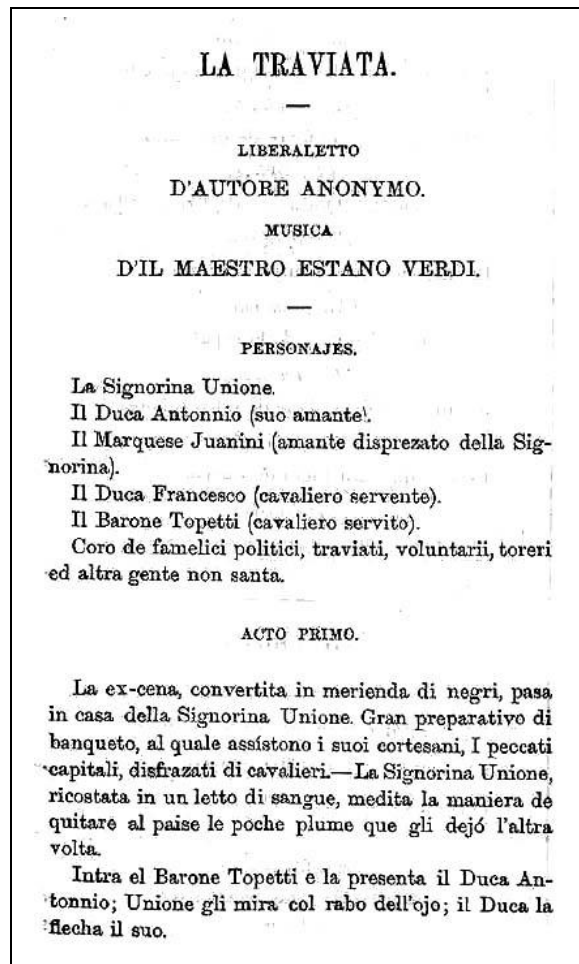 LA TRAVIATA.
LIBERALETTO
D'AUTORE ANONYMO.
MUSICA
D'IL MAESTRO ESTANO VERDI.
PERSONAJES.
La Signorina Unione.
Il Duca Antonnio (suo amante).
Il Marquese Juanini (amante disprezato della Sig-
norina).
Il Duca Francesco (cavaliero servente).
Il Barone Topetti (cavaliero servito).
Coro de famelici politici, traviati, voluntarii, toreri
ed altra gente non santa.
ACTO PRIMO.
La ex-cena, convertita in merienda di negri, pasa
in casa della Signorina Unione. Gran preparativo di
banqueto, al quale assístono i suoi cortesani, I peccati
capitali, disfrazati di cavalieri.—La Signorina Unione,
ricostata in un letto di sangue, medita la maniera de
quitare al paise le poche plume que gli dejó l'altra
volta.
Intra el Barone Topetti e la presenta il Duca An-
tonnio; Unione gli mira col rabo dell'ojo; il Duca la
flecha il suo.